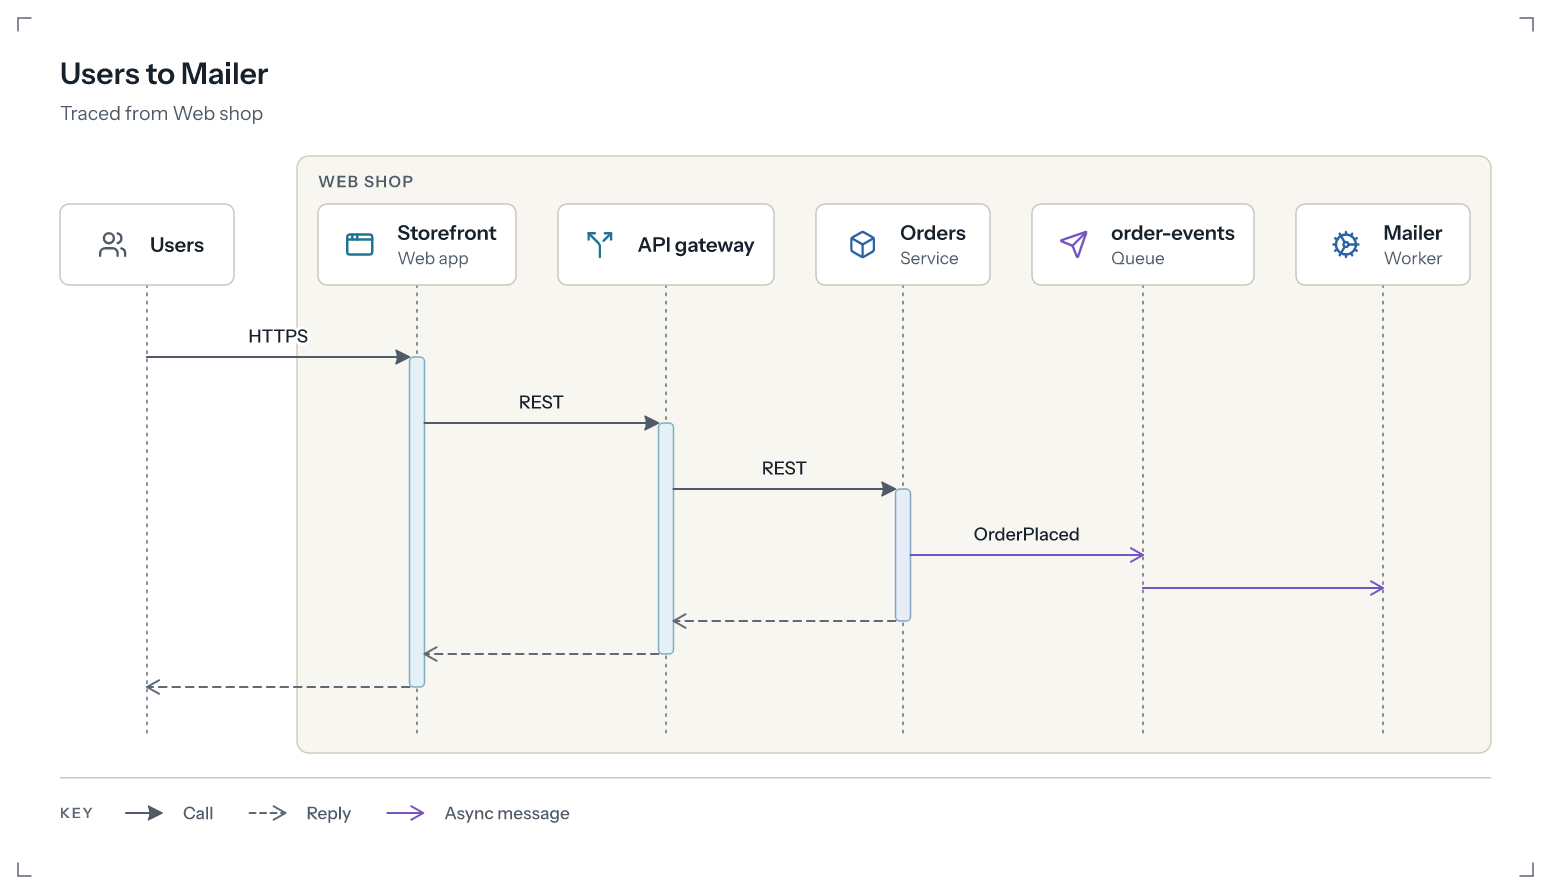 Users to Mailer
Traced from Web shop
WEB SHOP
Users
Storefront
Web app
API gateway
Orders
Service
order-events
Queue
Mailer
Worker
HTTPS
REST
REST
OrderPlaced
KEY
Call
Reply
Async message